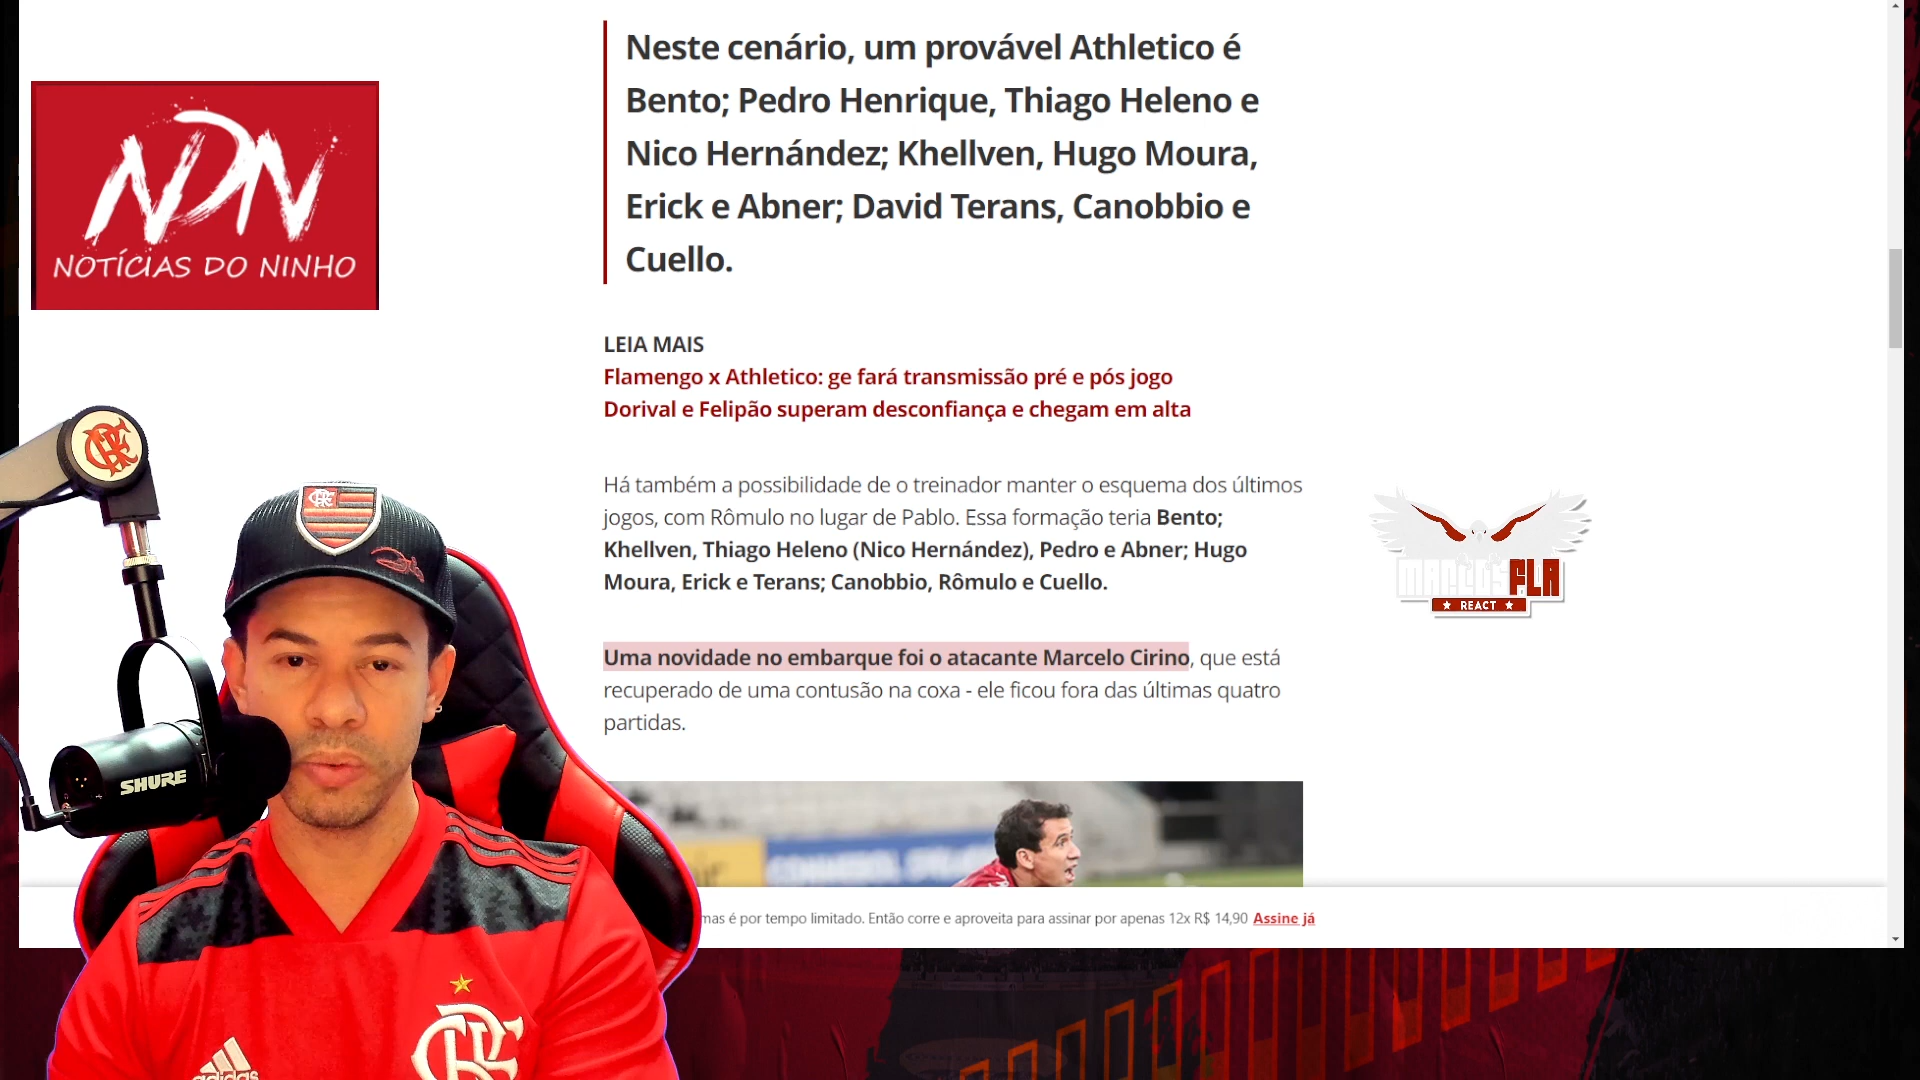 Neste cenário, um provável Athletico é
Bento; Pedro Henrique, Thiago Heleno e
Nico Hernández; Khellven, Hugo Moura,
Erick e Abner; David Terans, Canobbio e
Cuello.
NDN
NOTÍCIAS DO NINHO
LEIA MAIS
Flamengo x Athletico: ge fará transmissão pré e pós jogo
Dorival e Felipão superam desconfiança e chegam em alta
Há também a possibilidade de o treinador manter o esquema dos últimos
jogos, com Rômulo no lugar de Pablo. Essa formação teria Bento;
Khellven, Thiago Heleno (Nico Hernández), Pedro e Abner; Hugo
Moura, Erick e Terans; Canobbio, Rômulo e Cuello.
MARCOS FLA
★ REACT ★
Uma novidade no embarque foi o atacante Marcelo Cirino, que está
recuperado de uma contusão na coxa - ele ficou fora das últimas quatro
partidas.
SHURE
mas é por tempo limitado. Então corre e aproveita para assinar por apenas 12x R$ 14,90 Assine já
CRF
adidas